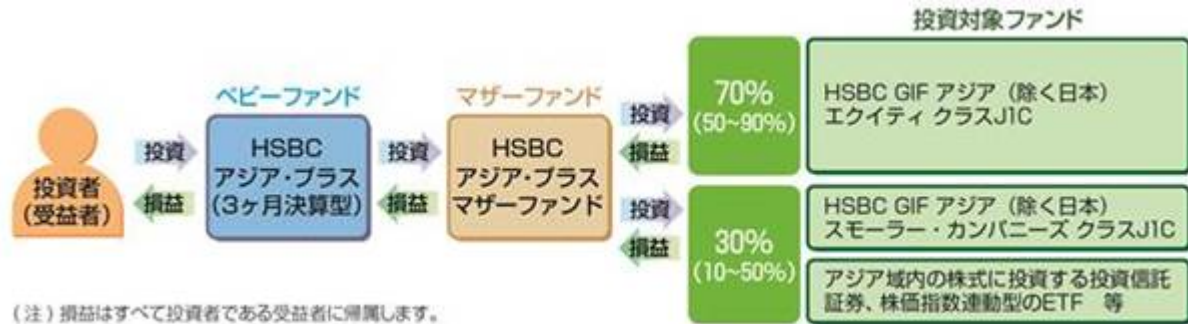 投資対象ファンド
ベビーファンド
マザーファンド
投資者
(受益者)
投資
損益
HSBC
アジア・プラス
(3ヶ月決算型)
投資
損益
HSBC
アジア・プラス
マザーファンド
投資
損益
70%
(50~90%)
HSBC GIF アジア (除く日本)
エクイティ クラスJ1C
投資
損益
30%
(10~50%)
HSBC GIF アジア (除く日本)
スモーラー・カンパニーズ クラスJ1C
アジア域内の株式に投資する投資信託
証券、株価指数連動型のETF 等
(注) 損益はすべて投資者である受益者に帰属します。